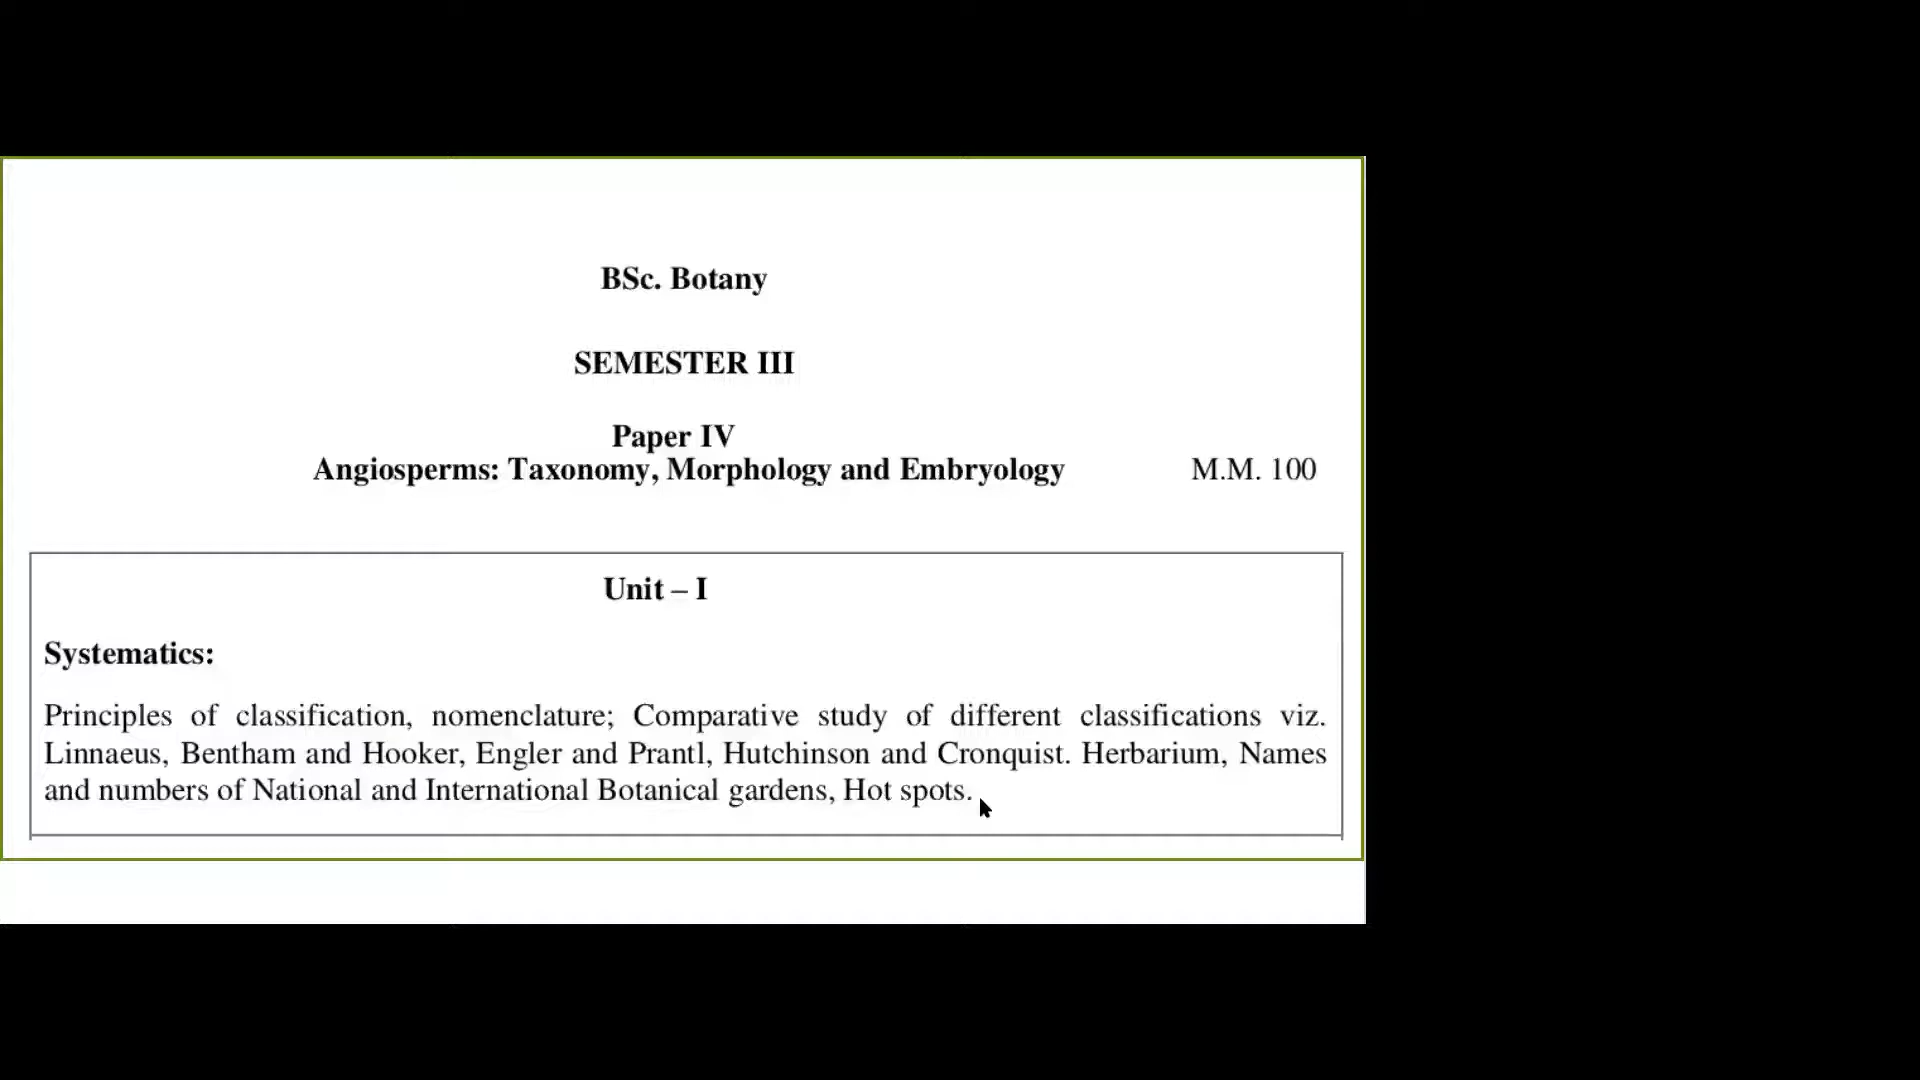 BSc. Botany
SEMESTER III
Paper IV
Angiosperms: Taxonomy, Morphology and Embryology M.M. 100
Unit – I
Systematics:
Principles of classification, nomenclature; Comparative study of different classifications viz.
Linnaeus, Bentham and Hooker, Engler and Prantl, Hutchinson and Cronquist. Herbarium, Names
and numbers of National and International Botanical gardens, Hot spots.